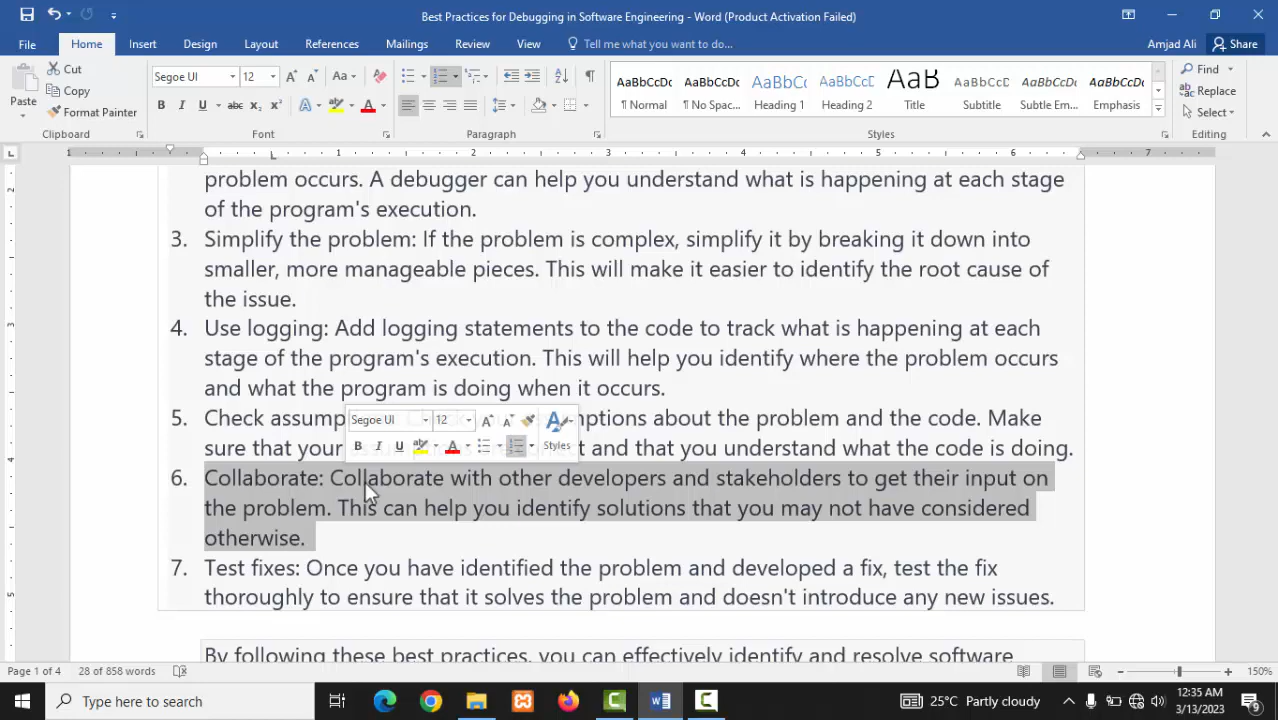 Best Practices for Debugging in Software Engineering - Word (Product Activation Failed)
File Home Insert Design Layout References Mailings Review View Tell me what you want to do... Amjad Ali Share
Paste
Cut
Copy
Format Painter
Clipboard
Segoe UI 12
Font
Paragraph
AaBbCcDc AaBbCcDc AaBbCc AaBbCcD AaB AaBbCcD AaBbCcDc AaBbCcDc
¶ Normal ¶ No Spac... Heading 1 Heading 2 Title Subtitle Subtle Em... Emphasis
Styles
Find
Replace
Select
Editing
1 1 2 3 4 5 6 7
problem occurs. A debugger can help you understand what is happening at each stage
of the program's execution.
3. Simplify the problem: If the problem is complex, simplify it by breaking it down into
smaller, more manageable pieces. This will make it easier to identify the root cause of
the issue.
4. Use logging: Add logging statements to the code to track what is happening at each
stage of the program's execution. This will help you identify where the problem occurs
and what the program is doing when it occurs.
5. Check assump mptions about the problem and the code. Make
sure that your t and that you understand what the code is doing.
Segoe UI 12
Styles
6. Collaborate: Collaborate with other developers and stakeholders to get their input on
the problem. This can help you identify solutions that you may not have considered
otherwise.
7. Test fixes: Once you have identified the problem and developed a fix, test the fix
thoroughly to ensure that it solves the problem and doesn't introduce any new issues.
By following these best practices, you can effectively identify and resolve software
Page 1 of 4 28 of 858 words 150%
Type here to search
25°C Partly cloudy
12:35 AM
3/13/2023
9